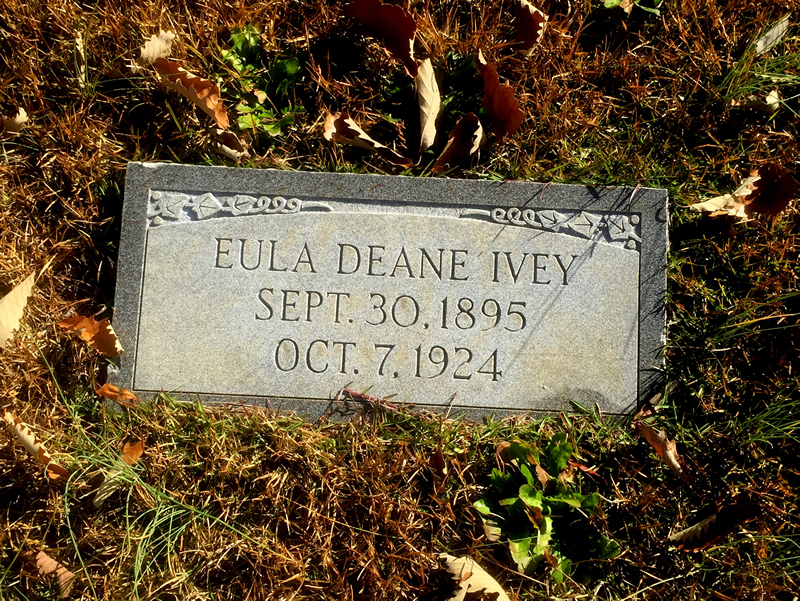 EULA DEANE IVEY
SEPT. 30, 1895
OCT. 7, 1924